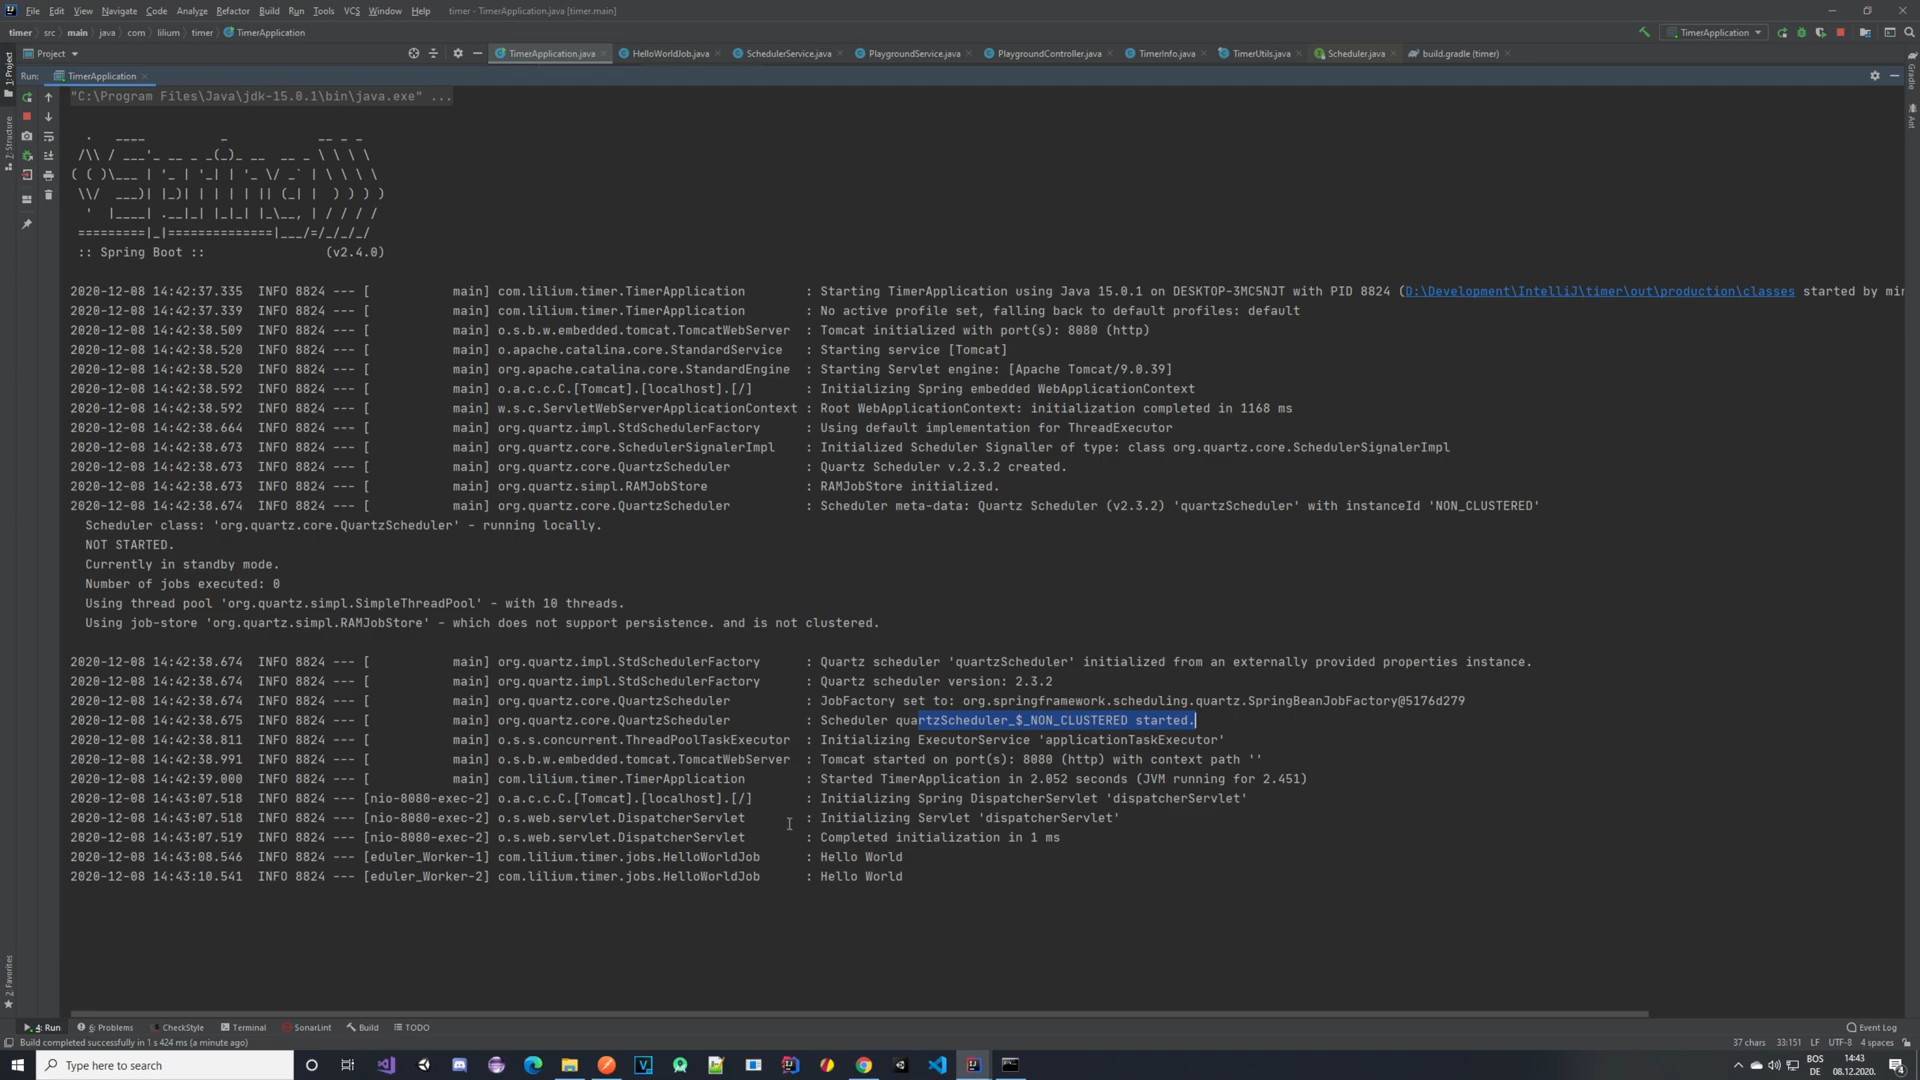 File Edit View Navigate Code Analyze Refactor Build Run Tools VCS Window Help timer - TimerApplication.java [timer.main]
timer src main java com lilium timer TimerApplication
TimerApplication
Project
TimerApplication.java HelloWorldJob.java SchedulerService.java PlaygroundService.java PlaygroundController.java TimerInfo.java TimerUtils.java Scheduler.java build.gradle (timer)
Run: TimerApplication
1: Project
7: Structure
2: Favorites
Gradle
Ant
"C:\Program Files\Java\jdk-15.0.1\bin\java.exe" ...
:: Spring Boot :: (v2.4.0)
2020-12-08 14:42:37.335 INFO 8824 --- [ main] com.lilium.timer.TimerApplication : Starting TimerApplication using Java 15.0.1 on DESKTOP-3MC5NJT with PID 8824 (D:\Development\IntelliJ\timer\out\production\classes started by
2020-12-08 14:42:37.339 INFO 8824 --- [ main] com.lilium.timer.TimerApplication : No active profile set, falling back to default profiles: default
2020-12-08 14:42:38.509 INFO 8824 --- [ main] o.s.b.w.embedded.tomcat.TomcatWebServer : Tomcat initialized with port(s): 8080 (http)
2020-12-08 14:42:38.520 INFO 8824 --- [ main] o.apache.catalina.core.StandardService : Starting service [Tomcat]
2020-12-08 14:42:38.520 INFO 8824 --- [ main] org.apache.catalina.core.StandardEngine : Starting Servlet engine: [Apache Tomcat/9.0.39]
2020-12-08 14:42:38.592 INFO 8824 --- [ main] o.a.c.c.C.[Tomcat].[localhost].[/] : Initializing Spring embedded WebApplicationContext
2020-12-08 14:42:38.592 INFO 8824 --- [ main] w.s.c.ServletWebServerApplicationContext : Root WebApplicationContext: initialization completed in 1168 ms
2020-12-08 14:42:38.664 INFO 8824 --- [ main] org.quartz.impl.StdSchedulerFactory : Using default implementation for ThreadExecutor
2020-12-08 14:42:38.673 INFO 8824 --- [ main] org.quartz.core.SchedulerSignalerImpl : Initialized Scheduler Signaller of type: class org.quartz.core.SchedulerSignalerImpl
2020-12-08 14:42:38.673 INFO 8824 --- [ main] org.quartz.core.QuartzScheduler : Quartz Scheduler v.2.3.2 created.
2020-12-08 14:42:38.673 INFO 8824 --- [ main] org.quartz.simpl.RAMJobStore : RAMJobStore initialized.
2020-12-08 14:42:38.674 INFO 8824 --- [ main] org.quartz.core.QuartzScheduler : Scheduler meta-data: Quartz Scheduler (v2.3.2) 'quartzScheduler' with instanceId 'NON_CLUSTERED'
Scheduler class: 'org.quartz.core.QuartzScheduler' - running locally.
NOT STARTED.
Currently in standby mode.
Number of jobs executed: 0
Using thread pool 'org.quartz.simpl.SimpleThreadPool' - with 10 threads.
Using job-store 'org.quartz.simpl.RAMJobStore' - which does not support persistence. and is not clustered.
2020-12-08 14:42:38.674 INFO 8824 --- [ main] org.quartz.impl.StdSchedulerFactory : Quartz scheduler 'quartzScheduler' initialized from an externally provided properties instance.
2020-12-08 14:42:38.674 INFO 8824 --- [ main] org.quartz.impl.StdSchedulerFactory : Quartz scheduler version: 2.3.2
2020-12-08 14:42:38.674 INFO 8824 --- [ main] org.quartz.core.QuartzScheduler : JobFactory set to: org.springframework.scheduling.quartz.SpringBeanJobFactory@5176d279
2020-12-08 14:42:38.675 INFO 8824 --- [ main] org.quartz.core.QuartzScheduler : Scheduler quartzScheduler_$_NON_CLUSTERED started.
2020-12-08 14:42:38.811 INFO 8824 --- [ main] o.s.s.concurrent.ThreadPoolTaskExecutor : Initializing ExecutorService 'applicationTaskExecutor'
2020-12-08 14:42:38.991 INFO 8824 --- [ main] o.s.b.w.embedded.tomcat.TomcatWebServer : Tomcat started on port(s): 8080 (http) with context path ''
2020-12-08 14:42:39.000 INFO 8824 --- [ main] com.lilium.timer.TimerApplication : Started TimerApplication in 2.052 seconds (JVM running for 2.451)
2020-12-08 14:43:07.518 INFO 8824 --- [nio-8080-exec-2] o.a.c.c.C.[Tomcat].[localhost].[/] : Initializing Spring DispatcherServlet 'dispatcherServlet'
2020-12-08 14:43:07.518 INFO 8824 --- [nio-8080-exec-2] o.s.web.servlet.DispatcherServlet : Initializing Servlet 'dispatcherServlet'
2020-12-08 14:43:07.519 INFO 8824 --- [nio-8080-exec-2] o.s.web.servlet.DispatcherServlet : Completed initialization in 1 ms
2020-12-08 14:43:08.546 INFO 8824 --- [eduler_Worker-1] com.lilium.timer.jobs.HelloWorldJob : Hello World
2020-12-08 14:43:10.541 INFO 8824 --- [eduler_Worker-2] com.lilium.timer.jobs.HelloWorldJob : Hello World
4: Run 6: Problems CheckStyle Terminal SonarLint Build TODO Event Log
Build completed successfully in 1 s 424 ms (a minute ago) 37 chars 33:151 LF UTF-8 4 spaces
Type here to search
BOS
DE
14:43
08.12.2020.
4